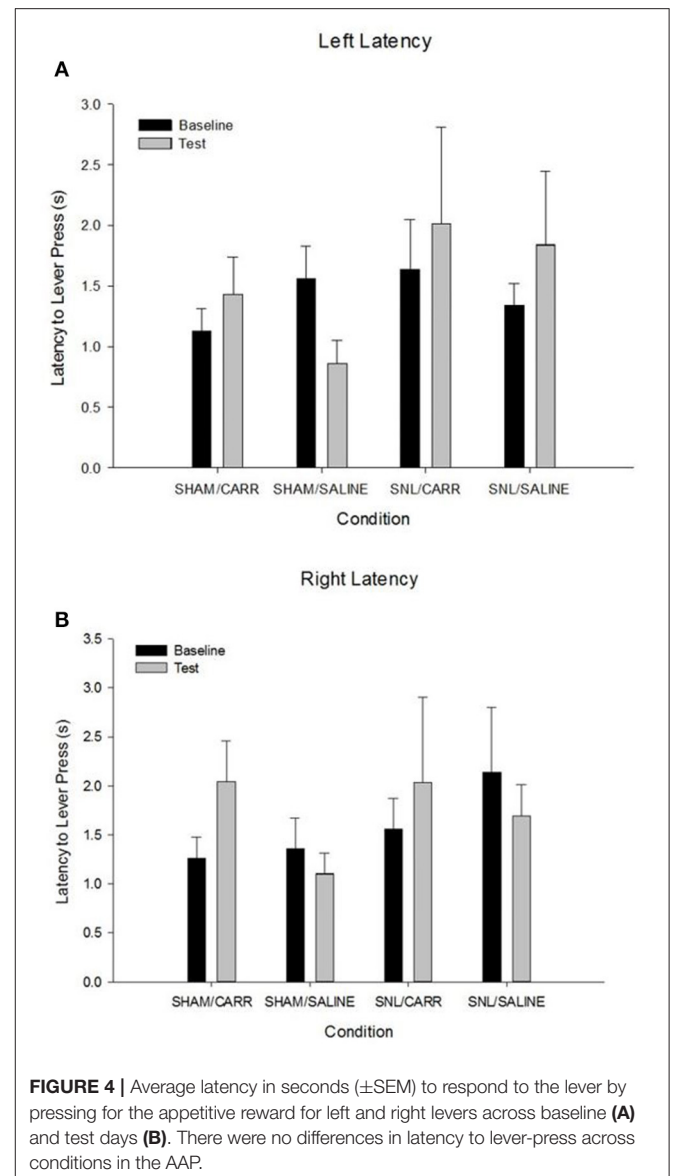 Left Latency
A
3.0
2.5
2.0
1.5
1.0
0.5
0.0
Latency to Lever Press (s)
Baseline
Test
SHAM/CARR SHAM/SALINE SNL/CARR SNL/SALINE
Condition
Right Latency
B
3.5
3.0
2.5
2.0
1.5
1.0
0.5
0.0
Latency to Lever Press (s)
Baseline
Test
SHAM/CARR SHAM/SALINE SNL/CARR SNL/SALINE
Condition
FIGURE 4 | Average latency in seconds (±SEM) to respond to the lever by
pressing for the appetitive reward for left and right levers across baseline (A)
and test days (B). There were no differences in latency to lever-press across
conditions in the AAP.